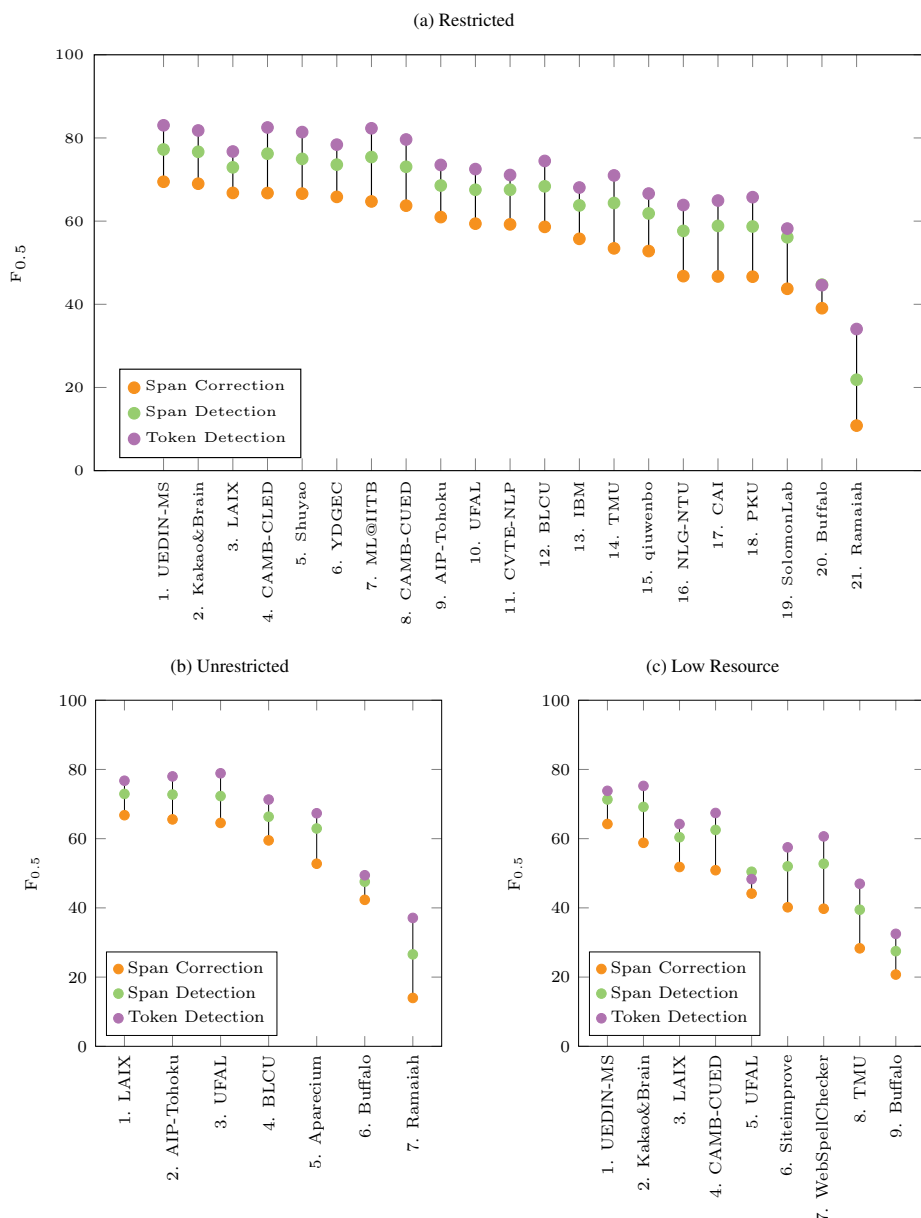 (a) Restricted
100
80
60
40
20
0
F0.5
Span Correction
Span Detection
Token Detection
1. UEDIN-MS
2. Kakao&Brain
3. LAIX
4. CAMB-CLED
5. Shuyao
6. YDGEC
7. ML@IITB
8. CAMB-CUED
9. AIP-Tohoku
10. UFAL
11. CVTE-NLP
12. BLCU
13. IBM
14. TMU
15. qiuwenbo
16. NLG-NTU
17. CAI
18. PKU
19. SolomonLab
20. Buffalo
21. Ramaiah
(b) Unrestricted
100
80
60
40
20
0
F0.5
Span Correction
Span Detection
Token Detection
1. LAIX
2. AIP-Tohoku
3. UFAL
4. BLCU
5. Aparecium
6. Buffalo
7. Ramaiah
(c) Low Resource
100
80
60
40
20
0
F0.5
Span Correction
Span Detection
Token Detection
1. UEDIN-MS
2. Kakao&Brain
3. LAIX
4. CAMB-CUED
5. UFAL
6. Siteimprove
7. WebSpellChecker
8. TMU
9. Buffalo